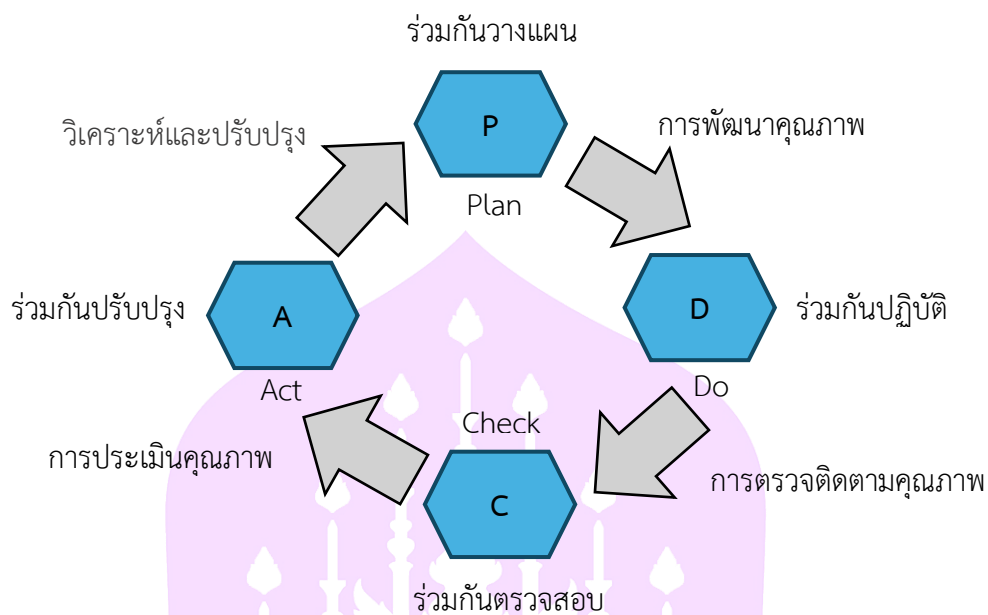 ร่วมกันวางแผน
P
Plan
วิเคราะห์และปรับปรุง
การพัฒนาคุณภาพ
ร่วมกันปรับปรุง
A
Act
D
Do
ร่วมกันปฏิบัติ
Check
C
การประเมินคุณภาพ
การตรวจติดตามคุณภาพ
ร่วมกันตรวจสอบ